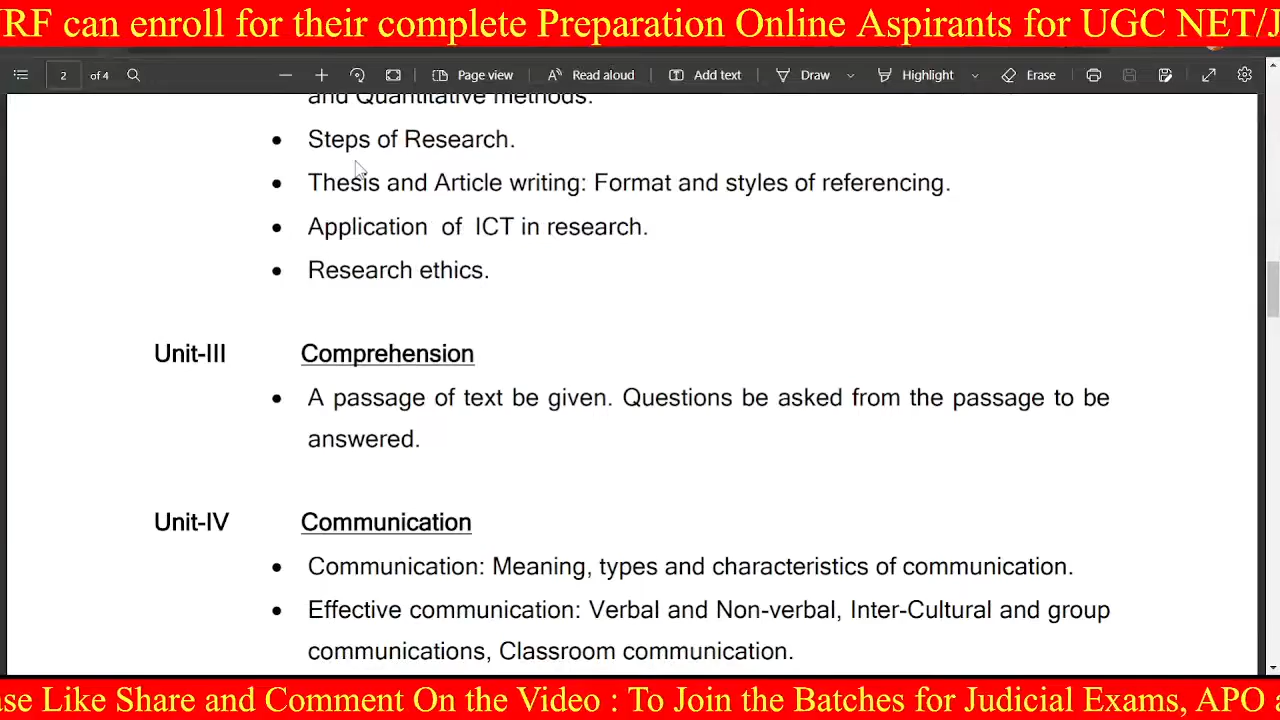 RF can enroll for their complete Preparation Online Aspirants for UGC NET/J
2 of 4 Page view Read aloud Add text Draw Highlight Erase
and Quantitative methods.
• Steps of Research.
• Thesis and Article writing: Format and styles of referencing.
• Application of ICT in research.
• Research ethics.
Unit-III Comprehension
• A passage of text be given. Questions be asked from the passage to be
answered.
Unit-IV Communication
• Communication: Meaning, types and characteristics of communication.
• Effective communication: Verbal and Non-verbal, Inter-Cultural and group
communications, Classroom communication.
ase Like Share and Comment On the Video : To Join the Batches for Judicial Exams, APO a